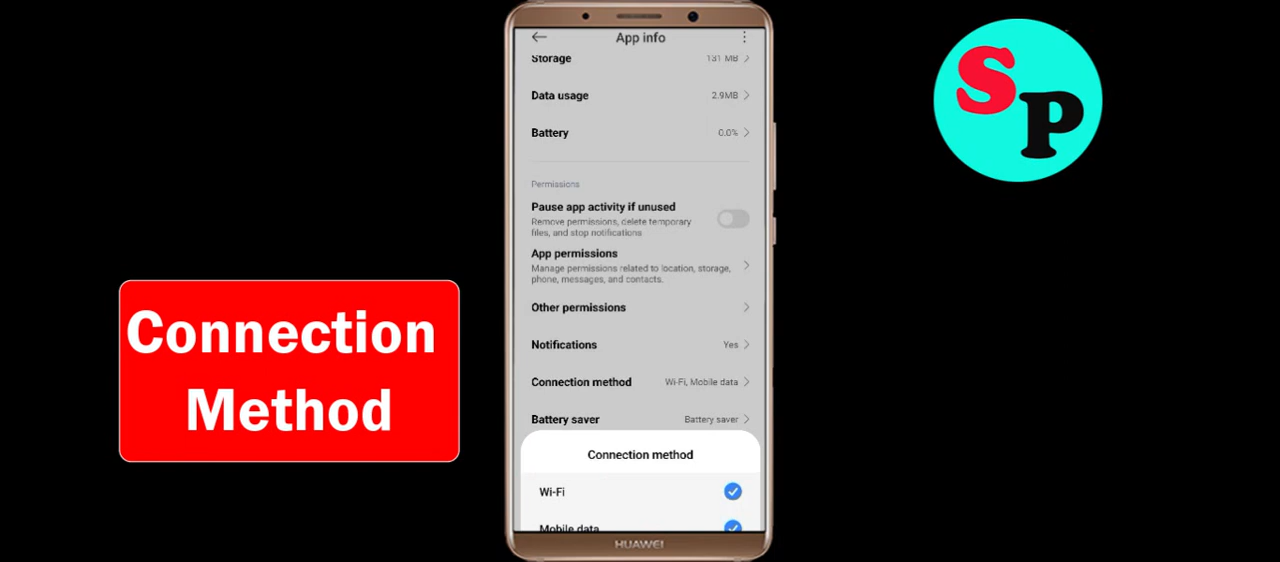 App info
Storage 131 MB
Data usage 2.9MB
Battery 0.0%
Permissions
Pause app activity if unused
Remove permissions, delete temporary
files, and stop notifications
App permissions
Manage permissions related to location, storage,
phone, messages, and contacts.
Other permissions
Notifications Yes
Connection method Wi-Fi, Mobile data
Battery saver Battery saver
Connection method
Wi-Fi
Mobile data
HUAWEI
Connection
Method
SP